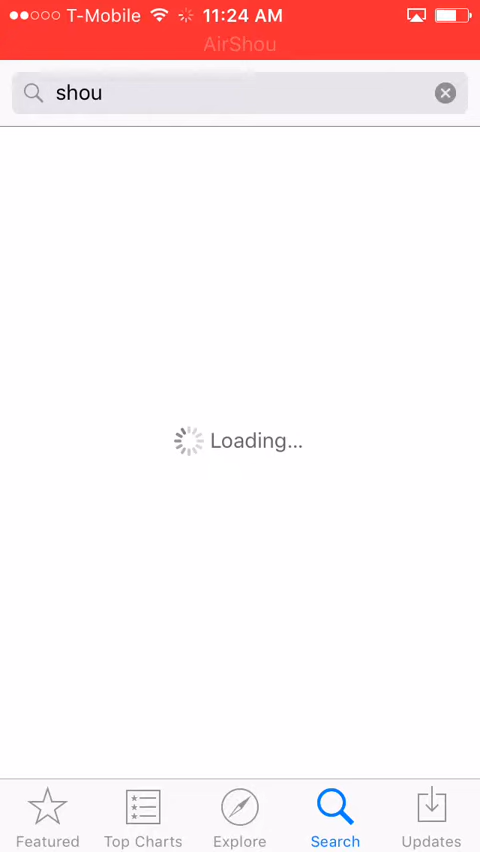 T-Mobile 11:24 AM
AirShou
shou
Loading...
Featured Top Charts Explore Search Updates